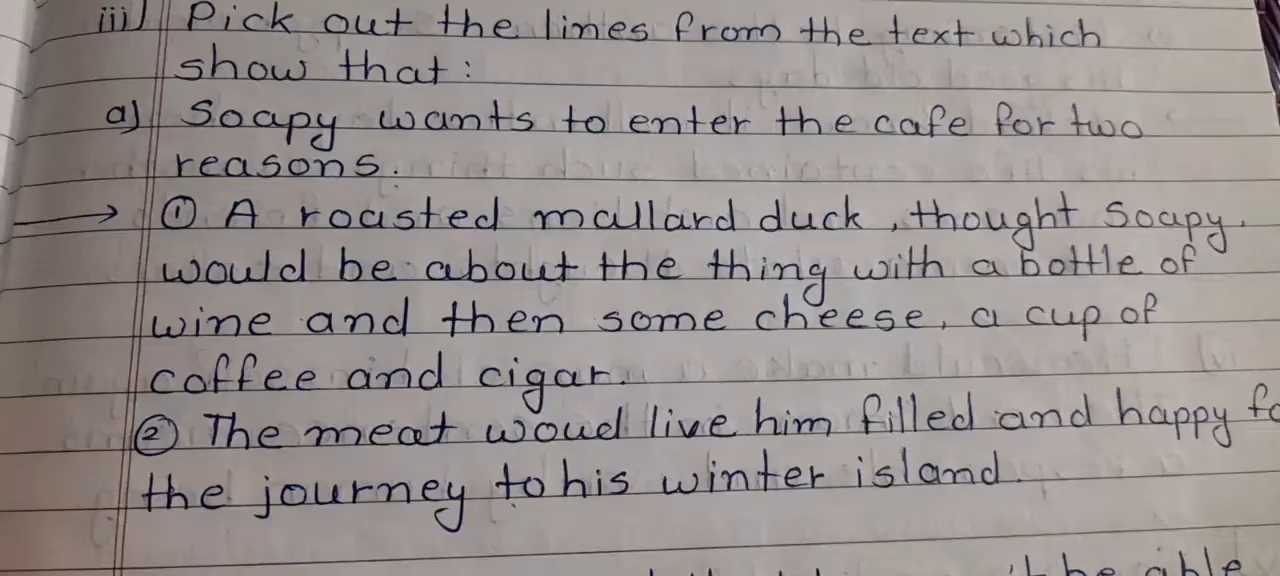 iii) Pick out the lines from the text which
show that :
a) Soapy wants to enter the cafe for two
reasons.
→ ① A roasted mallard duck, thought Soapy.
would be about the thing with a bottle of
wine and then some cheese, a cup of
coffee and cigar.
② The meat woud live him filled and happy fo
the journey to his winter island.
be able